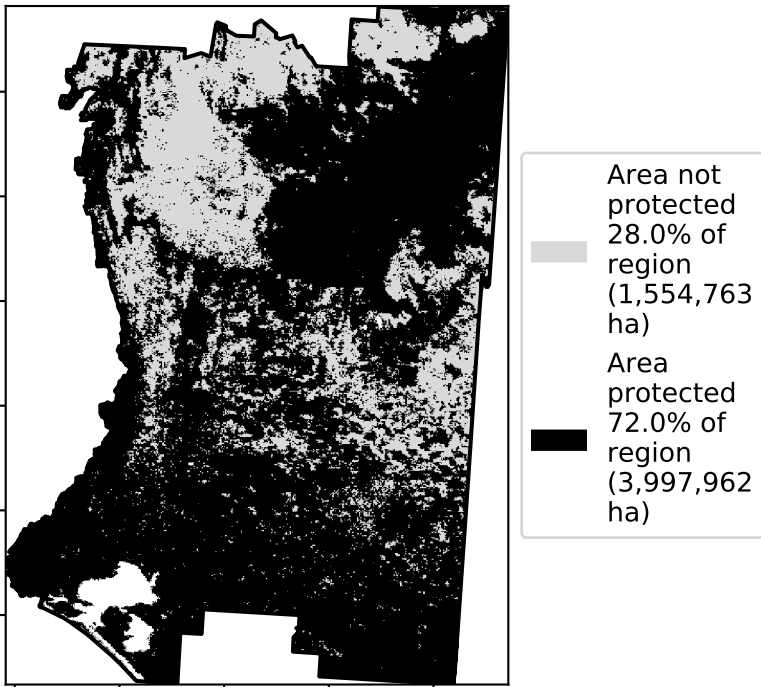 Area not
protected
28.0% of
region
(1,554,763
ha)
Area
protected
72.0% of
region
(3,997,962
ha)